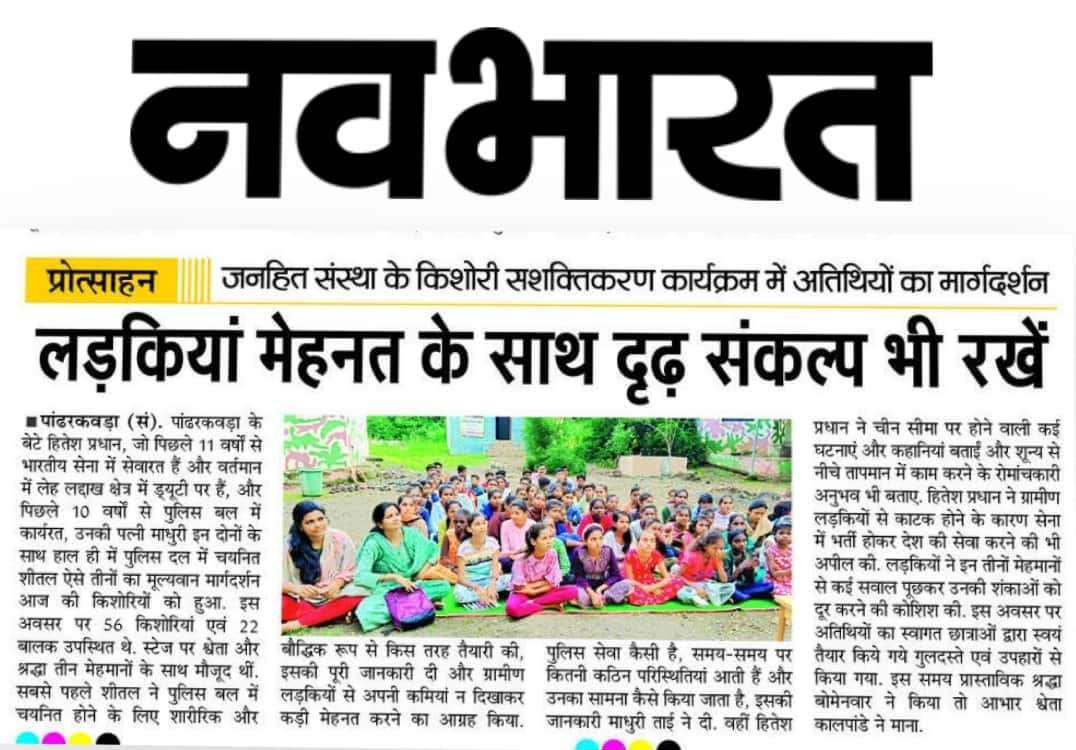 नवभारत
प्रोत्साहन
जनहित संस्था के किशोरी सशक्तिकरण कार्यक्रम में अतिथियों का मार्गदर्शन
लड़कियां मेहनत के साथ दृढ़ संकल्प भी रखें
■ पांढरकवड़ा (सं). पांढरकवड़ा के
बेटे हितेश प्रधान, जो पिछले 11 वर्षों से
भारतीय सेना में सेवारत हैं और वर्तमान
में लेह लद्दाख क्षेत्र में ड्यूटी पर हैं, और
पिछले 10 वर्षों से पुलिस बल में
कार्यरत, उनकी पत्नी माधुरी इन दोनों के
साथ हाल ही में पुलिस दल में चयनित
शीतल ऐसे तीनों का मूल्यवान मार्गदर्शन
आज की किशोरियों को हुआ. इस
अवसर पर 56 किशोरियां एवं 22
बालक उपस्थित थे. स्टेज पर श्वेता और
श्रद्धा तीन मेहमानों के साथ मौजूद थीं.
सबसे पहले शीतल ने पुलिस बल में
चयनित होने के लिए शारीरिक और
बौद्धिक रूप से किस तरह तैयारी की,
इसकी पूरी जानकारी दी और ग्रामीण
लड़कियों से अपनी कमियां न दिखाकर
कड़ी मेहनत करने का आग्रह किया.
पुलिस सेवा कैसी है, समय-समय पर
कितनी कठिन परिस्थितियां आती हैं और
उनका सामना कैसे किया जाता है, इसकी
जानकारी माधुरी ताई ने दी. वहीं हितेश
प्रधान ने चीन सीमा पर होने वाली कई
घटनाएं और कहानियां बताईं और शून्य से
नीचे तापमान में काम करने के रोमांचकारी
अनुभव भी बताए. हितेश प्रधान ने ग्रामीण
लड़कियों से काटक होने के कारण सेना
में भर्ती होकर देश की सेवा करने की भी
अपील की. लड़कियों ने इन तीनों मेहमानों
से कई सवाल पूछकर उनकी शंकाओं को
दूर करने की कोशिश की. इस अवसर पर
अतिथियों का स्वागत छात्राओं द्वारा स्वयं
तैयार किये गये गुलदस्ते एवं उपहारों से
किया गया. इस समय प्रास्ताविक श्रद्धा
बोमेनवार ने किया तो आभार श्वेता
कालपांडे ने माना.